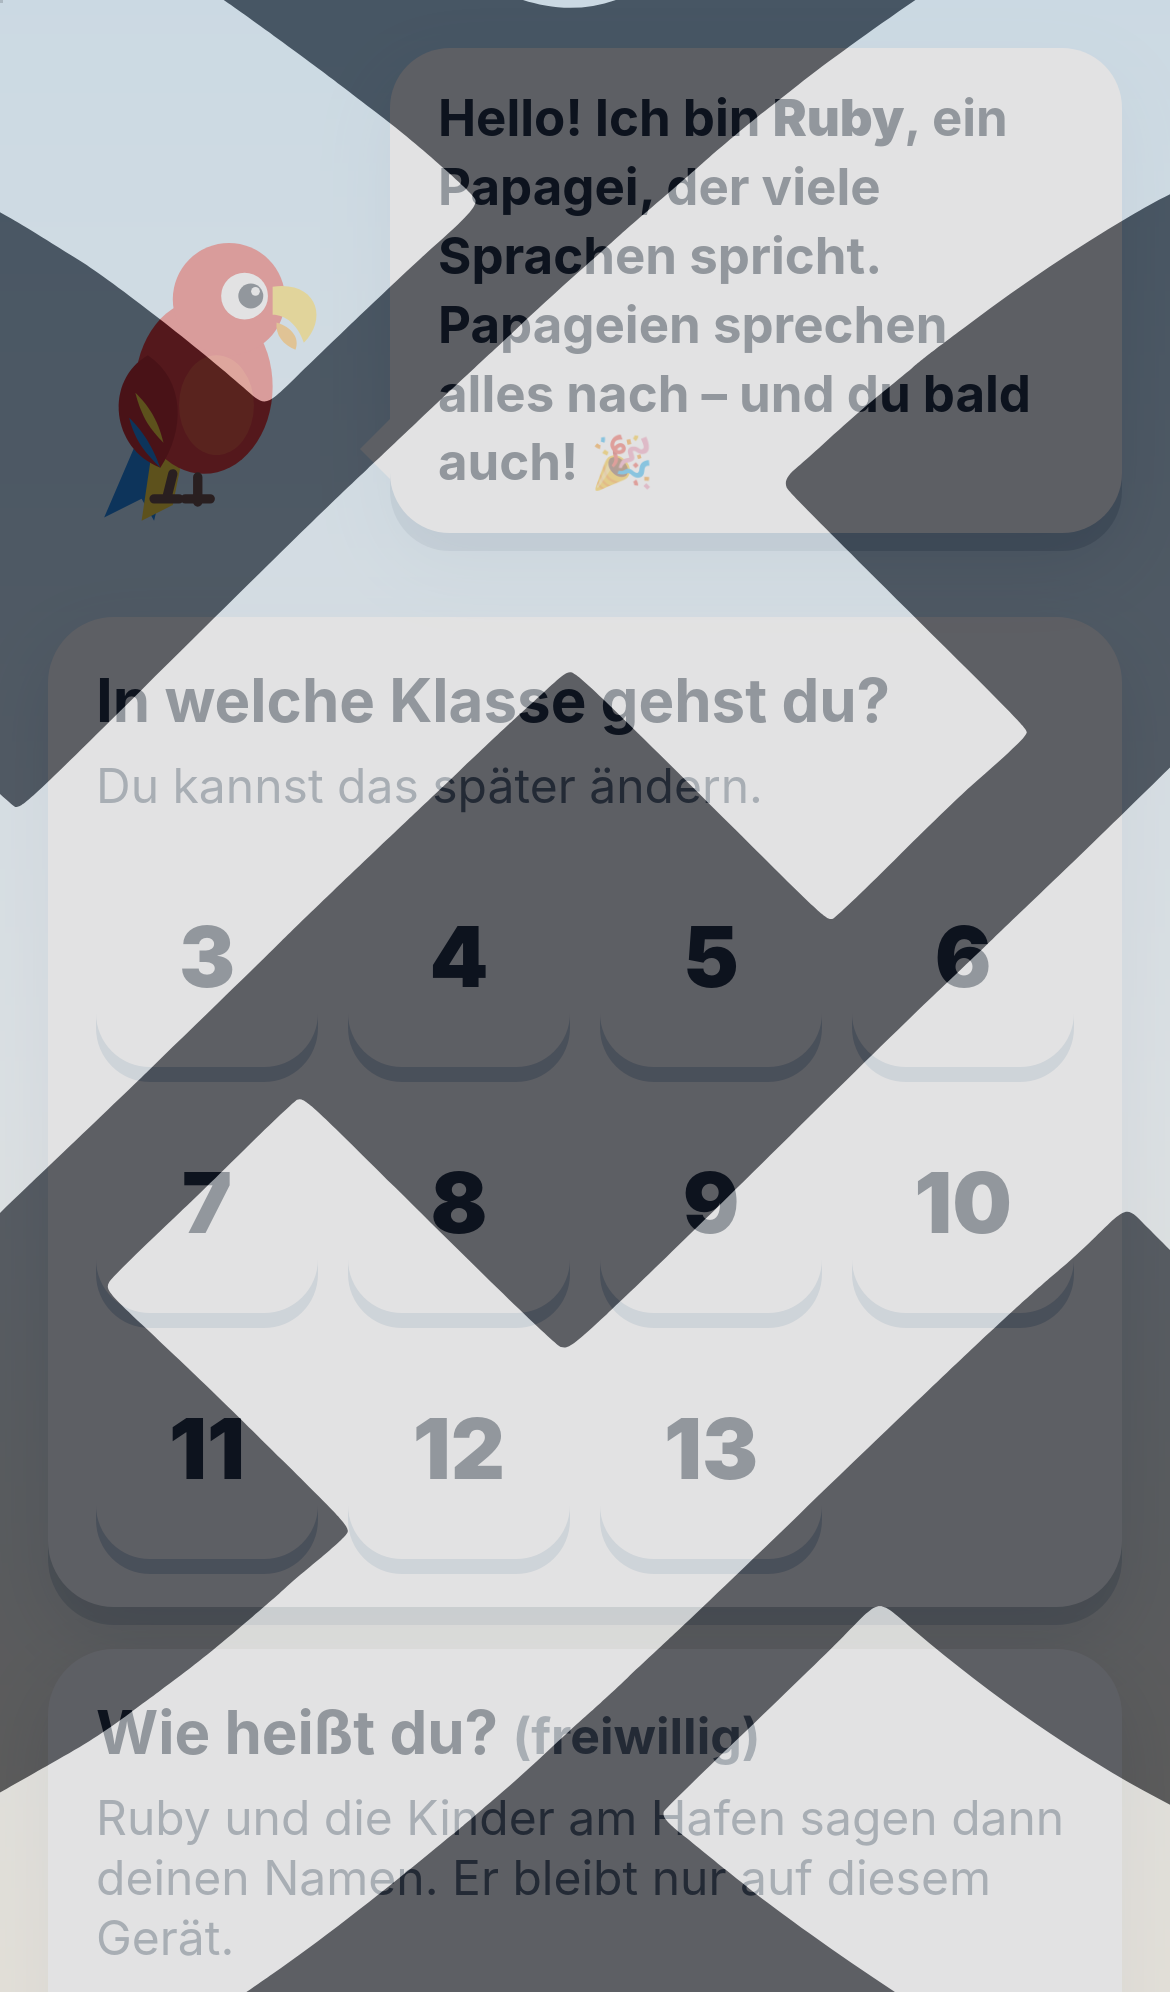 Hello! Ich bin Ruby, ein
Papagei, der viele
Sprachen spricht.
Papageien sprechen
alles nach – und du bald
auch! 🎉
In welche Klasse gehst du?
Du kannst das später ändern.
3 4 5 6
7 8 9 10
11 12 13
Wie heißt du? (freiwillig)
Ruby und die Kinder am Hafen sagen dann
deinen Namen. Er bleibt nur auf diesem
Gerät.